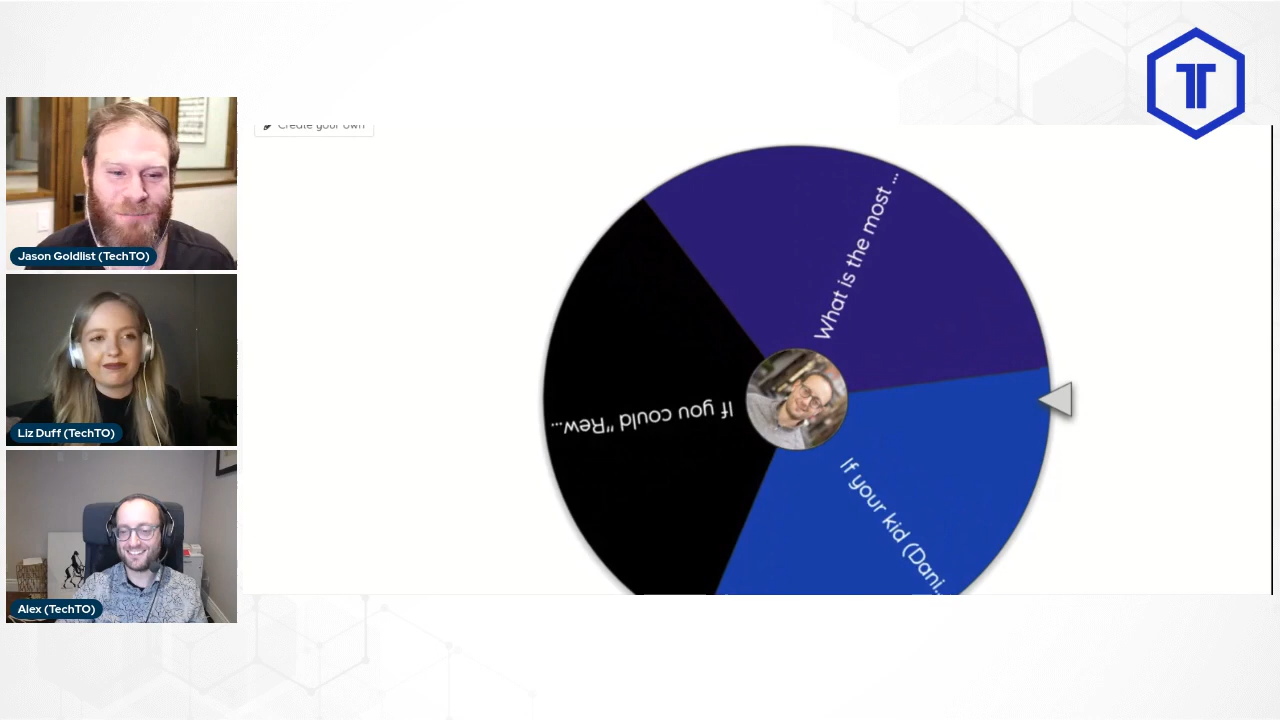 Create your own
Jason Goldlist (TechTO)
Liz Duff (TechTO)
Alex (TechTO)
What is the most ...
If you could "Rew...
If your kid (Dani...